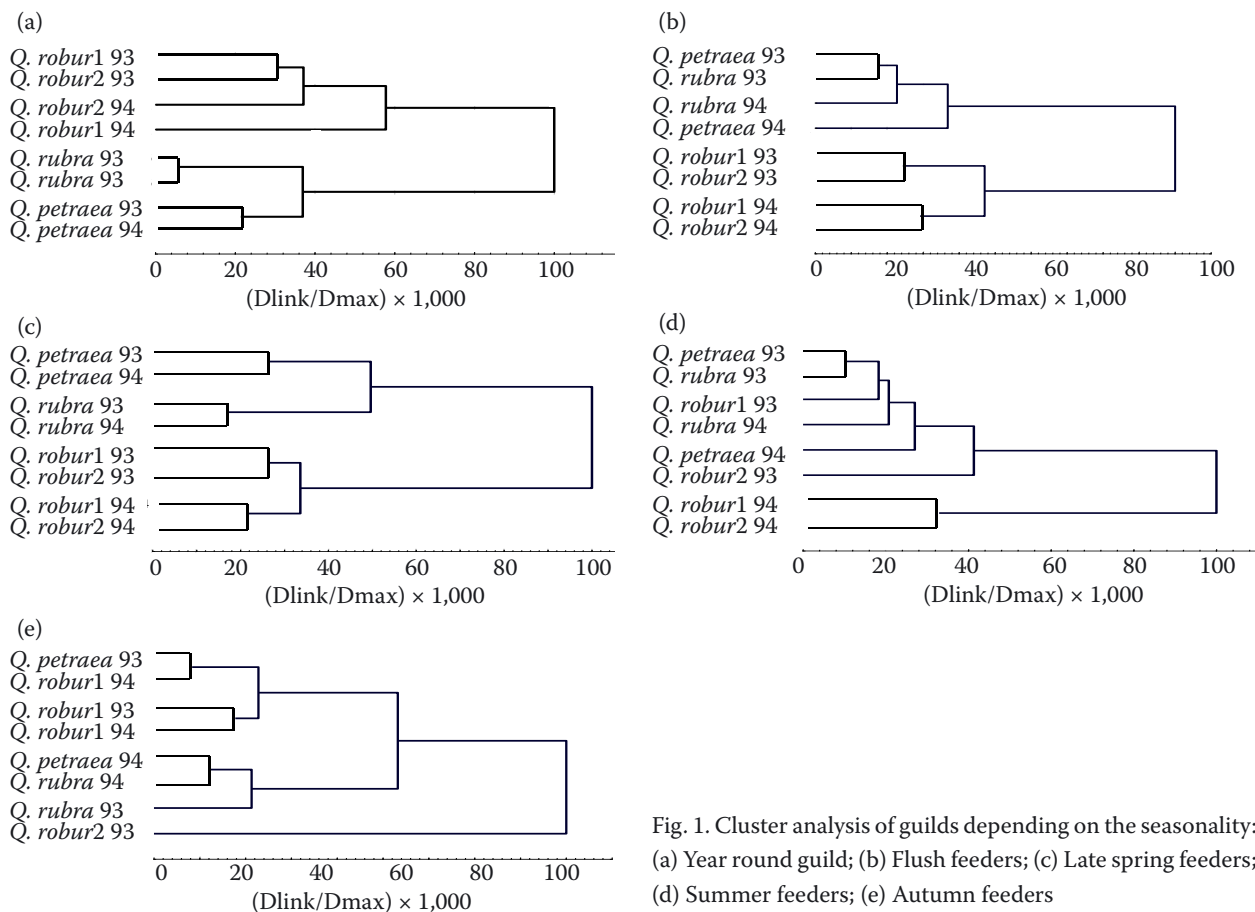 (a)
Q. robur1 93
Q. robur2 93
Q. robur2 94
Q. robur1 94
Q. rubra 93
Q. rubra 93
Q. petraea 93
Q. petraea 94
0 20 40 60 80 100
(Dlink/Dmax) × 1,000
(b)
Q. petraea 93
Q. rubra 93
Q. rubra 94
Q. petraea 94
Q. robur1 93
Q. robur2 93
Q. robur1 94
Q. robur2 94
0 20 40 60 80 100
(Dlink/Dmax) × 1,000
(c)
Q. petraea 93
Q. petraea 94
Q. rubra 93
Q. rubra 94
Q. robur1 93
Q. robur2 93
Q. robur1 94
Q. robur2 94
0 20 40 60 80 100
(Dlink/Dmax) × 1,000
(d)
Q. petraea 93
Q. rubra 93
Q. robur1 93
Q. rubra 94
Q. petraea 94
Q. robur2 93
Q. robur1 94
Q. robur2 94
0 20 40 60 80 100
(Dlink/Dmax) × 1,000
(e)
Q. petraea 93
Q. robur1 94
Q. robur1 93
Q. robur1 94
Q. petraea 94
Q. rubra 94
Q. rubra 93
Q. robur2 93
0 20 40 60 80 100
(Dlink/Dmax) × 1,000
Fig. 1. Cluster analysis of guilds depending on the seasonality:
(a) Year round guild; (b) Flush feeders; (c) Late spring feeders;
(d) Summer feeders; (e) Autumn feeders